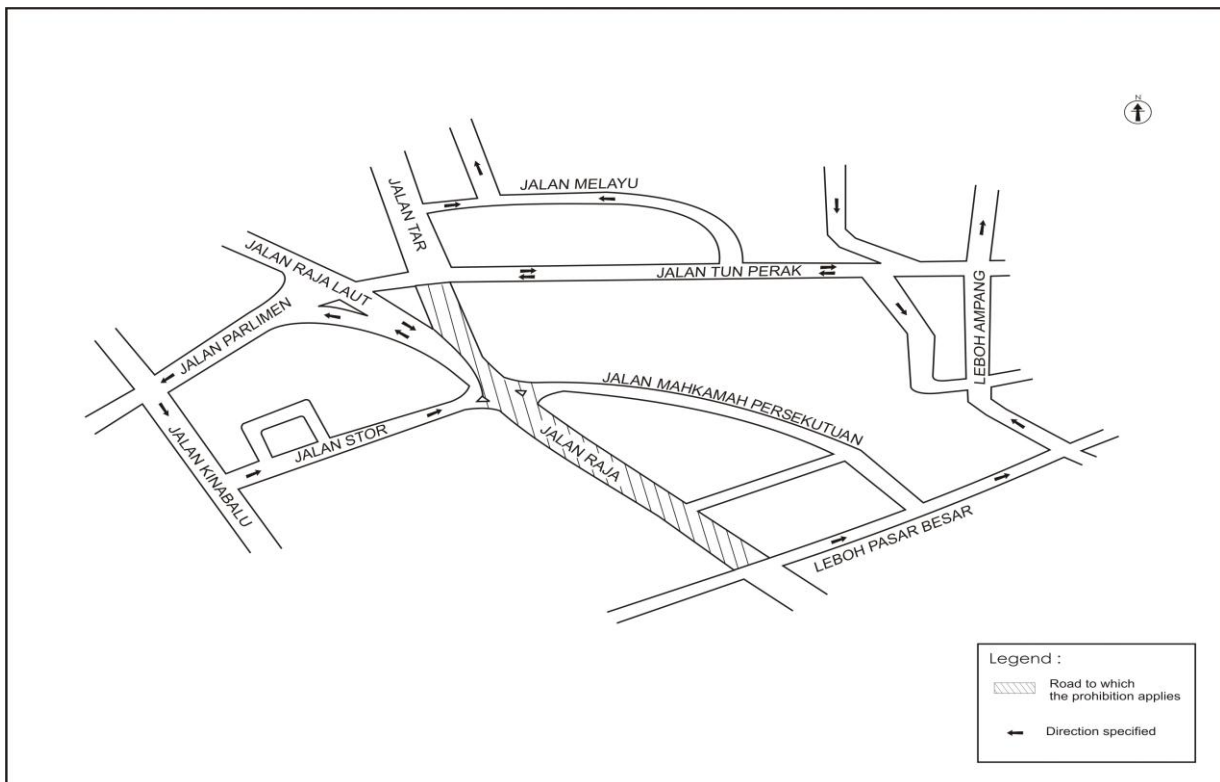 N
JALAN MELAYU
JALAN TAR
JALAN RAJA LAUT
JALAN TUN PERAK
LEBOH AMPANG
JALAN PARLIMEN
JALAN MAHKAMAH PERSEKUTUAN
JALAN STOR
JALAN KINABALU
JALAN RAJA
LEBOH PASAR BESAR
Legend :
Road to which
the prohibition applies
Direction specified